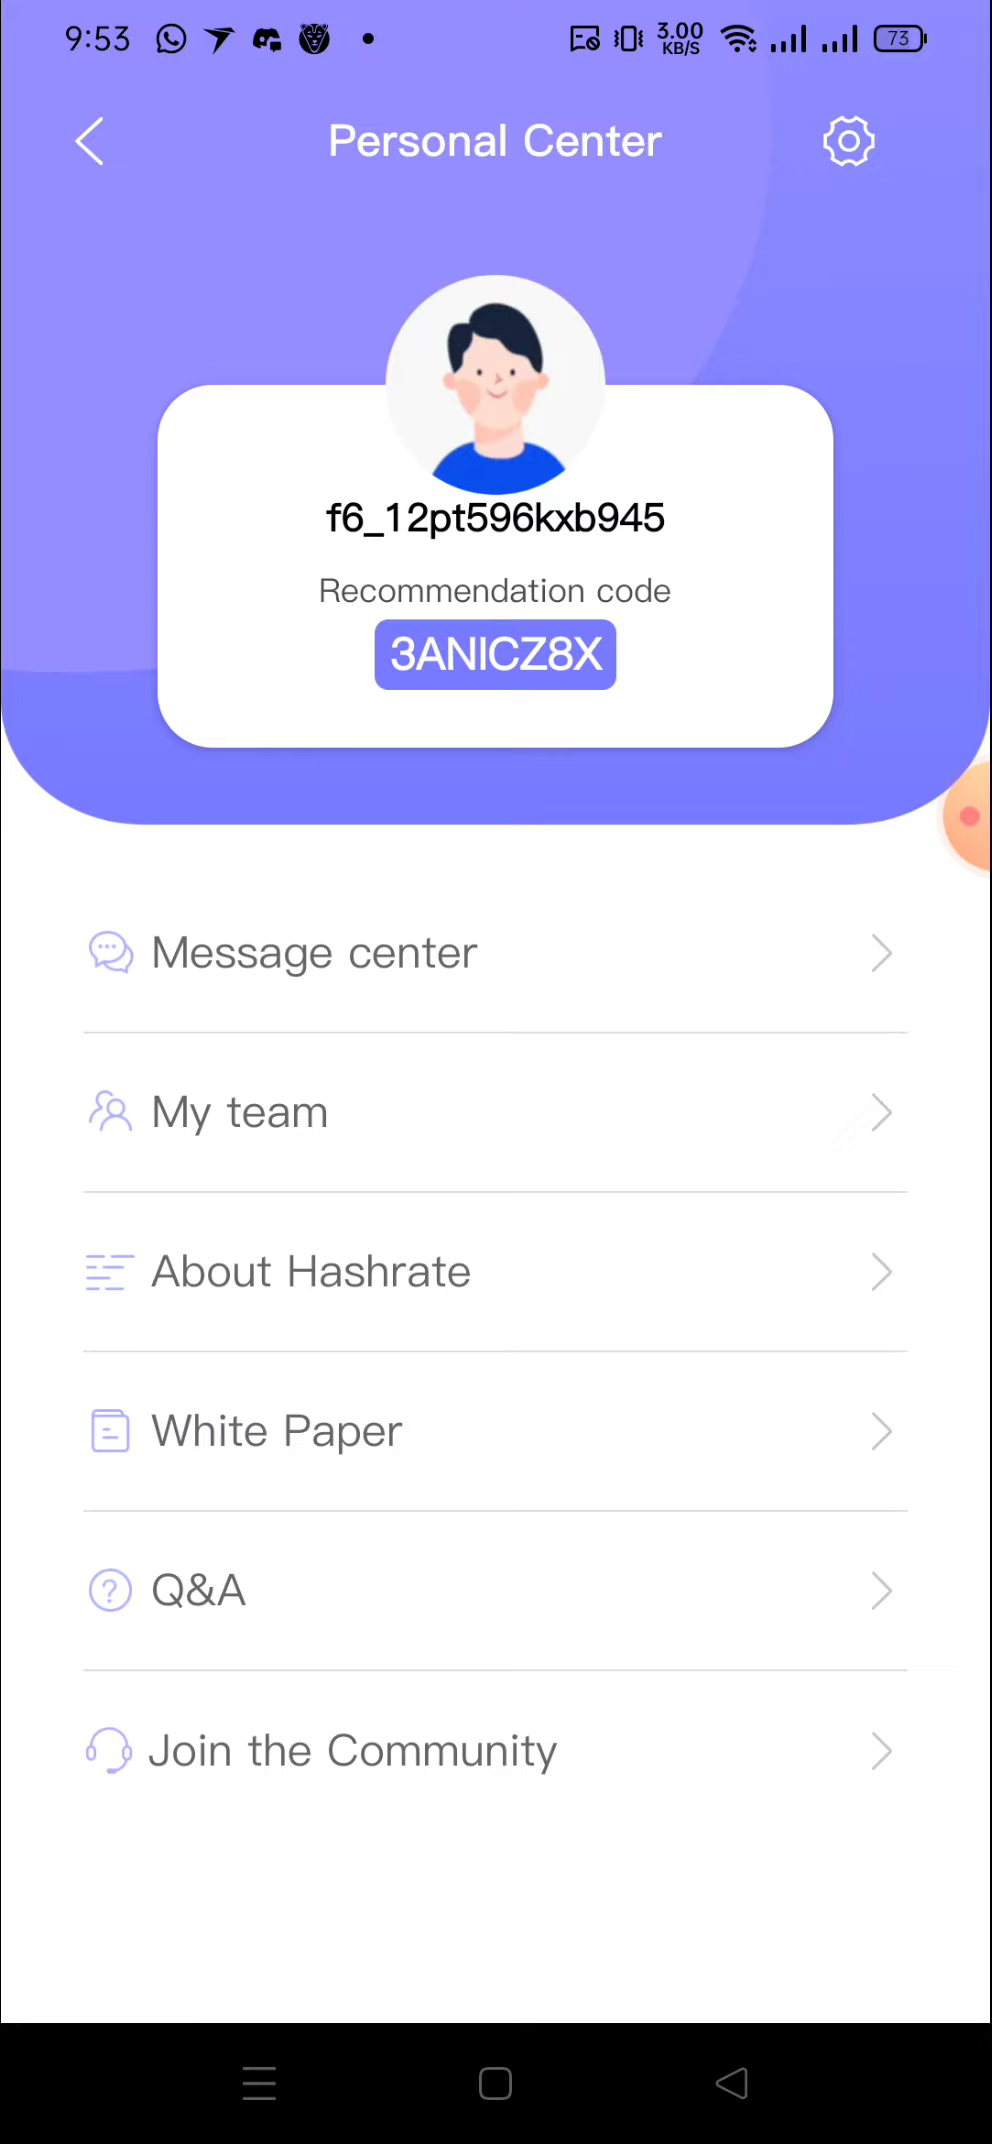 9:53
3.00
KB/S
73
Personal Center
f6_12pt596kxb945
Recommendation code
3ANICZ8X
Message center
My team
About Hashrate
White Paper
Q&A
Join the Community